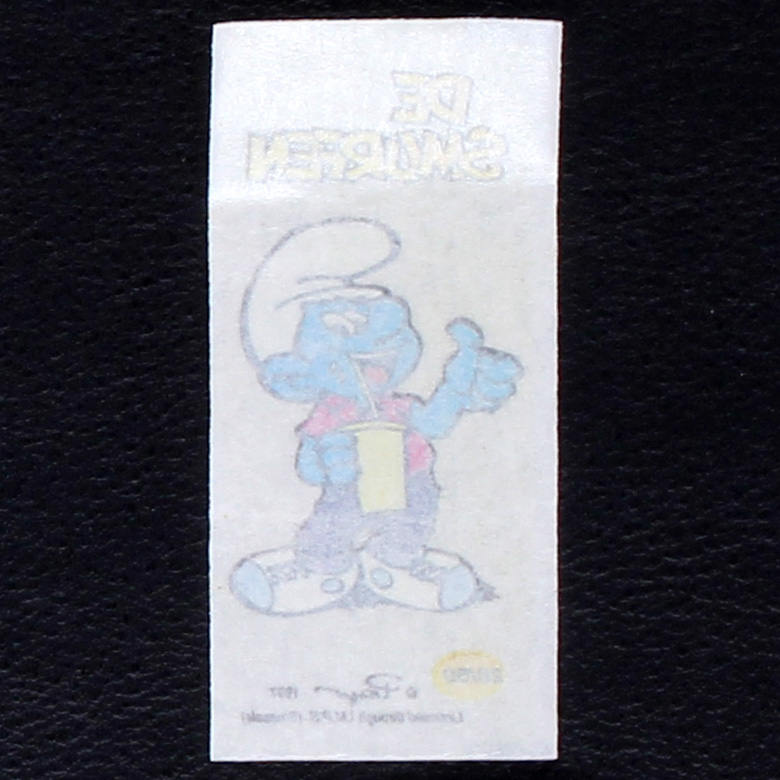 DE
SMURFEN
© Peyo 1997
Licensed through I.M.P.S. (Brussels)